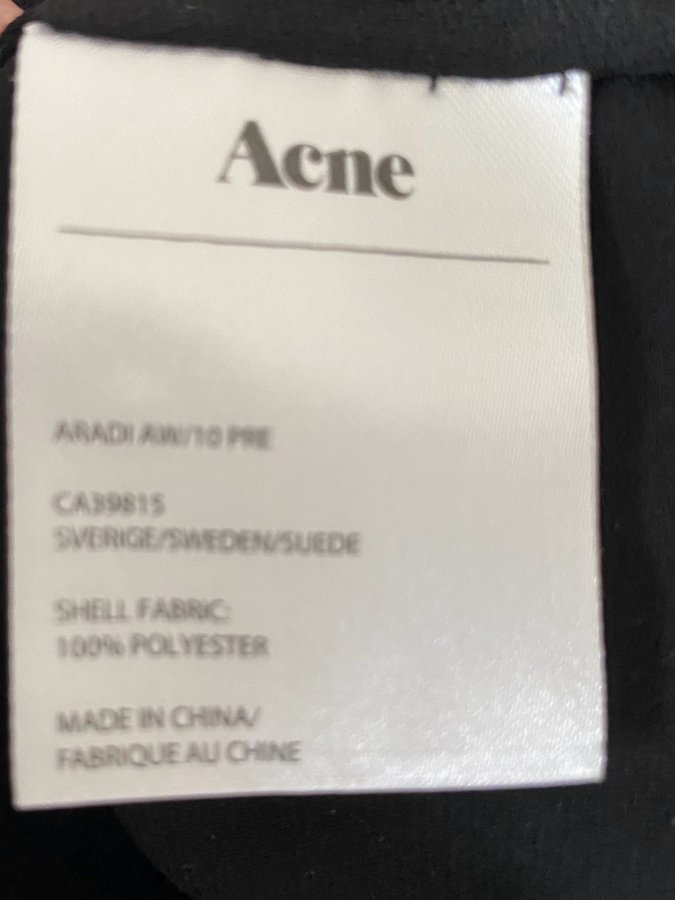 Acne
ARADI AW/10 PRE
CA39815
SVERIGE/SWEDEN/SUEDE
SHELL FABRIC:
100% POLYESTER
MADE IN CHINA/
FABRIQUE AU CHINE